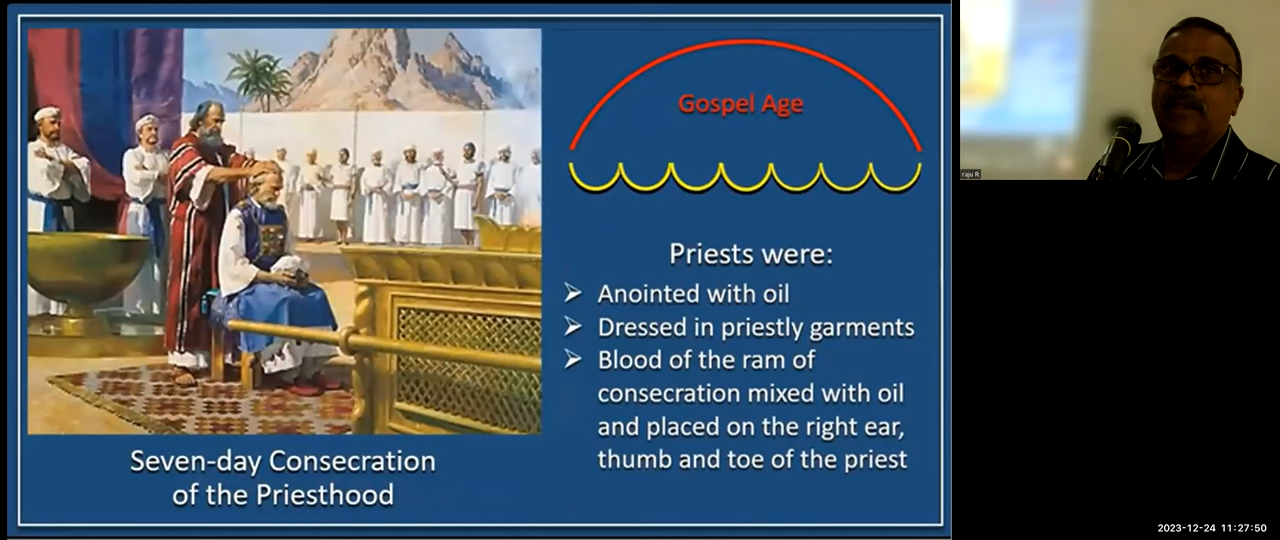 Gospel Age
Priests were:
Anointed with oil
Dressed in priestly garments
Blood of the ram of
consecration mixed with oil
and placed on the right ear,
thumb and toe of the priest
Seven-day Consecration
of the Priesthood
raju R
2023-12-24 11:27:50